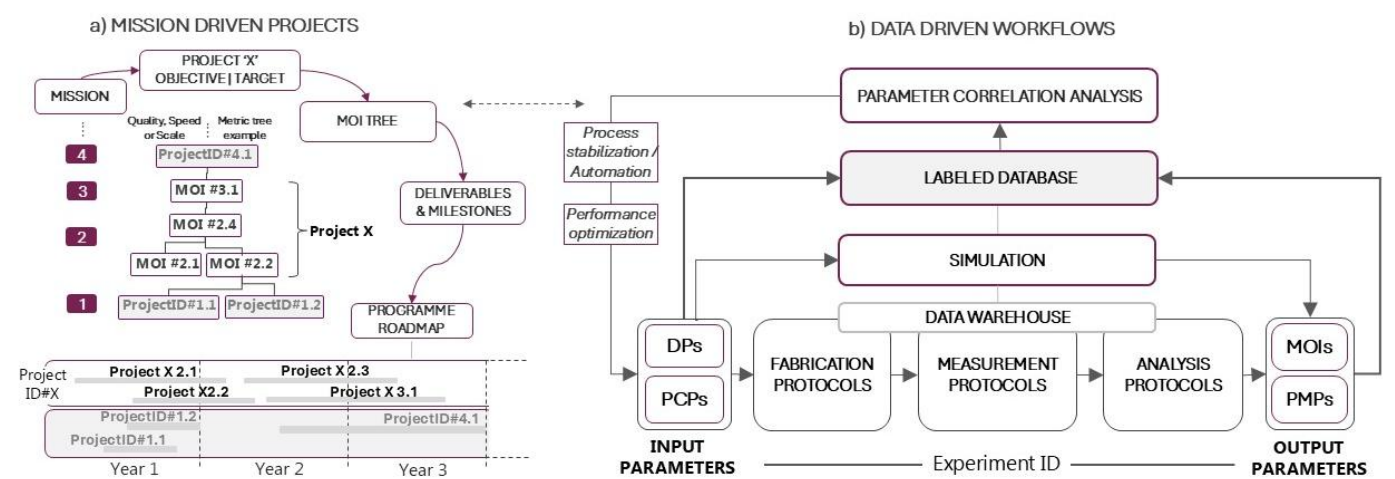 a) MISSION DRIVEN PROJECTS
MISSION
PROJECT 'X'
OBJECTIVE | TARGET
MOI TREE
DELIVERABLES
& MILESTONES
PROGRAMME
ROADMAP
Quality, Speed
or Scale
Metric tree
example
4
ProjectID#4.1
3
MOI #3.1
2
MOI #2.4
MOI #2.1
MOI #2.2
Project X
1
ProjectID#1.1
ProjectID#1.2
Project
ID#X
Project X 2.1
Project X 2.3
Project X2.2
Project X 3.1
ProjectID#1.2
ProjectID#4.1
ProjectID#1.1
Year 1
Year 2
Year 3
b) DATA DRIVEN WORKFLOWS
PARAMETER CORRELATION ANALYSIS
Process
stabilization /
Automation
Performance
optimization
LABELED DATABASE
SIMULATION
DATA WAREHOUSE
DPs
PCPs
FABRICATION
PROTOCOLS
MEASUREMENT
PROTOCOLS
ANALYSIS
PROTOCOLS
MOIs
PMPs
INPUT
PARAMETERS
Experiment ID
OUTPUT
PARAMETERS